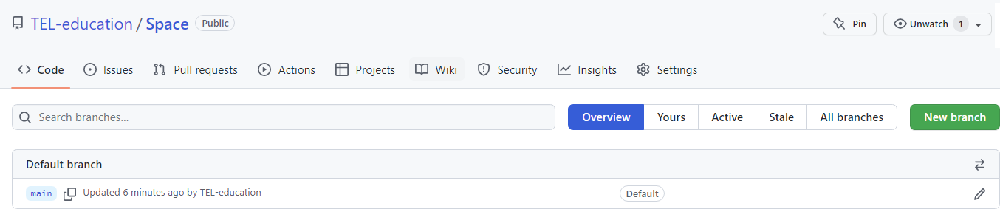 TEL-education / Space Public Pin Unwatch 1
Code Issues Pull requests Actions Projects Wiki Security Insights Settings
Search branches... Overview Yours Active Stale All branches New branch
Default branch
main Updated 6 minutes ago by TEL-education Default